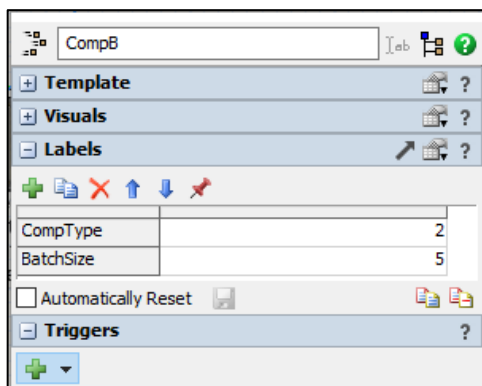 CompB
Template ?
Visuals ?
Labels ?
CompType 2
BatchSize 5
Automatically Reset
Triggers ?